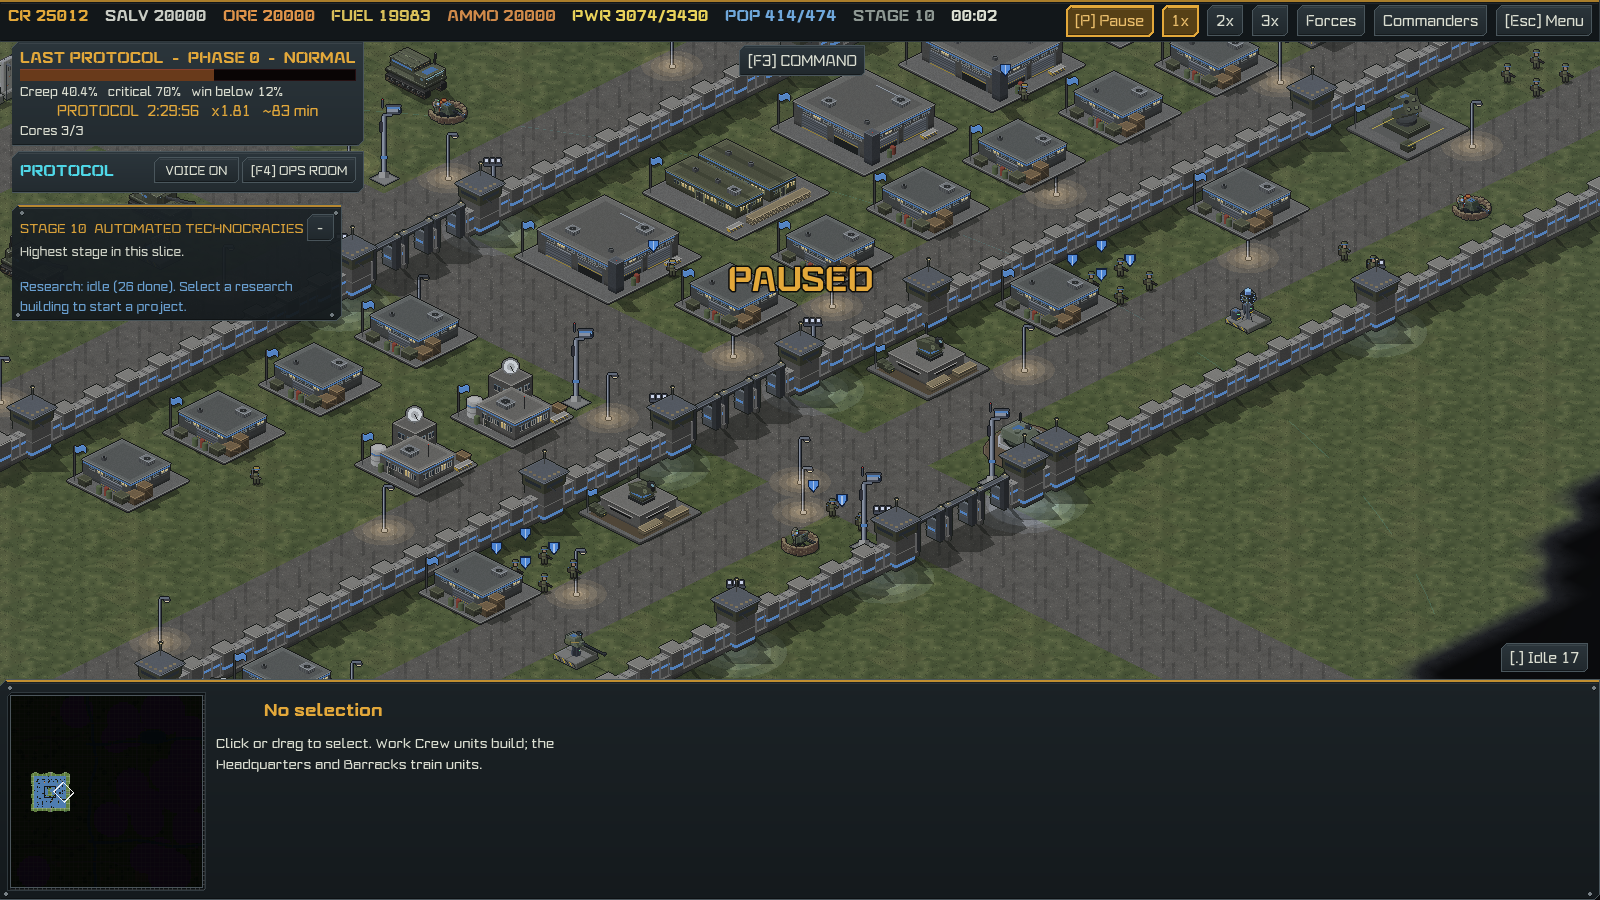 CR 25012 SALV 20000 ORE 20000 FUEL 19983 AMMO 20000 PWR 3074/3430 POP 414/474 STAGE 10 00:02 [P] Pause 1x 2x 3x Forces Commanders [Esc] Menu
LAST PROTOCOL - PHASE 0 - NORMAL
[F3] COMMAND
Creep 40.4% critical 70% win below 12%
PROTOCOL 2:29:56 x1.81 ~83 min
Cores 3/3
PROTOCOL VOICE ON [F4] OPS ROOM
STAGE 10 AUTOMATED TECHNOCRACIES -
Highest stage in this slice.
Research: idle (26 done). Select a research
building to start a project.
PAUSED
[.] Idle 17
No selection
Click or drag to select. Work Crew units build; the
Headquarters and Barracks train units.